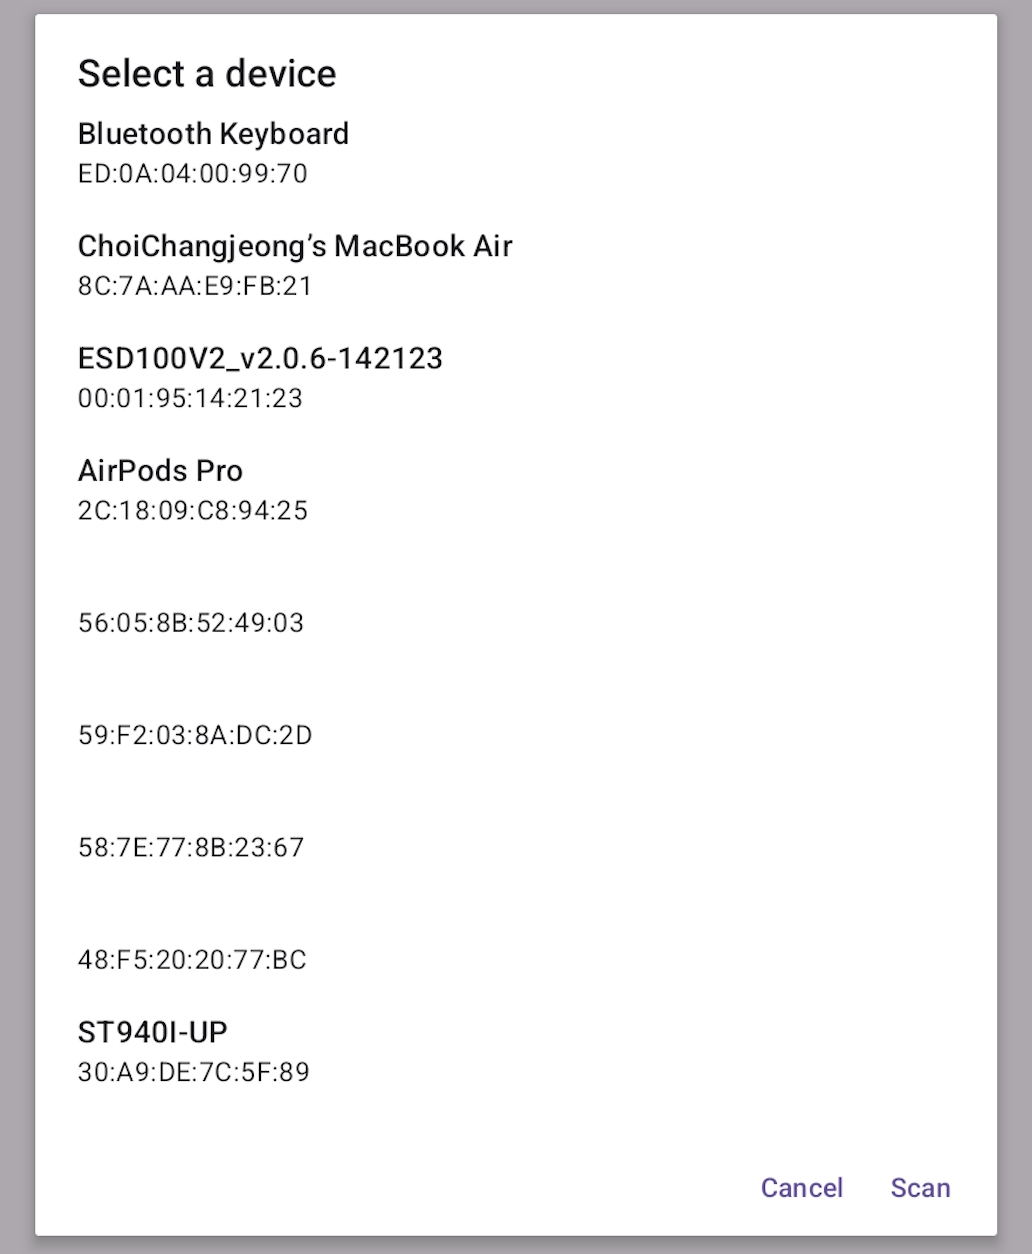 Select a device
Bluetooth Keyboard
ED:0A:04:00:99:70
ChoiChangjeong’s MacBook Air
8C:7A:AA:E9:FB:21
ESD100V2_v2.0.6-142123
00:01:95:14:21:23
AirPods Pro
2C:18:09:C8:94:25
56:05:8B:52:49:03
59:F2:03:8A:DC:2D
58:7E:77:8B:23:67
48:F5:20:20:77:BC
ST940I-UP
30:A9:DE:7C:5F:89
Cancel Scan